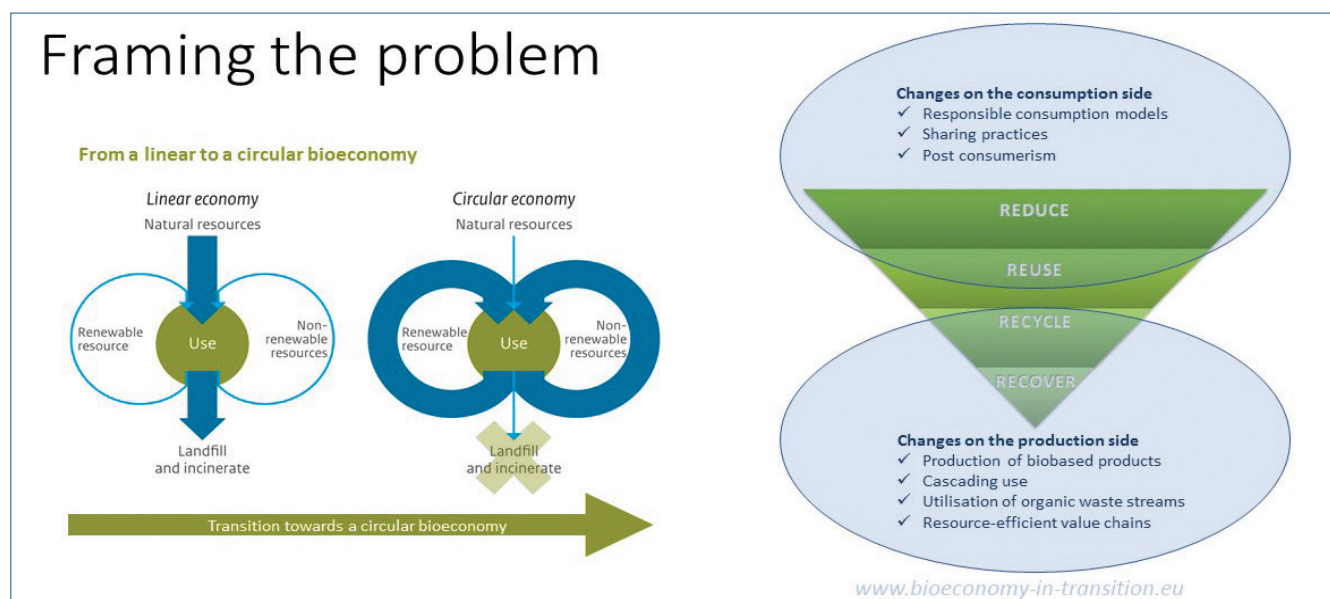 Framing the problem
From a linear to a circular bioeconomy
Linear economy
Natural resources
Renewable
resource
Use
Non-
renewable
resources
Landfill
and incinerate
Circular economy
Natural resources
Renewable
resource
Use
Non-
renewable
resources
Landfill
and incinerate
Transition towards a circular bioeconomy
Changes on the consumption side
✓ Responsible consumption models
✓ Sharing practices
✓ Post consumerism
REDUCE
REUSE
RECYCLE
RECOVER
Changes on the production side
✓ Production of biobased products
✓ Cascading use
✓ Utilisation of organic waste streams
✓ Resource-efficient value chains
www.bioeconomy-in-transition.eu